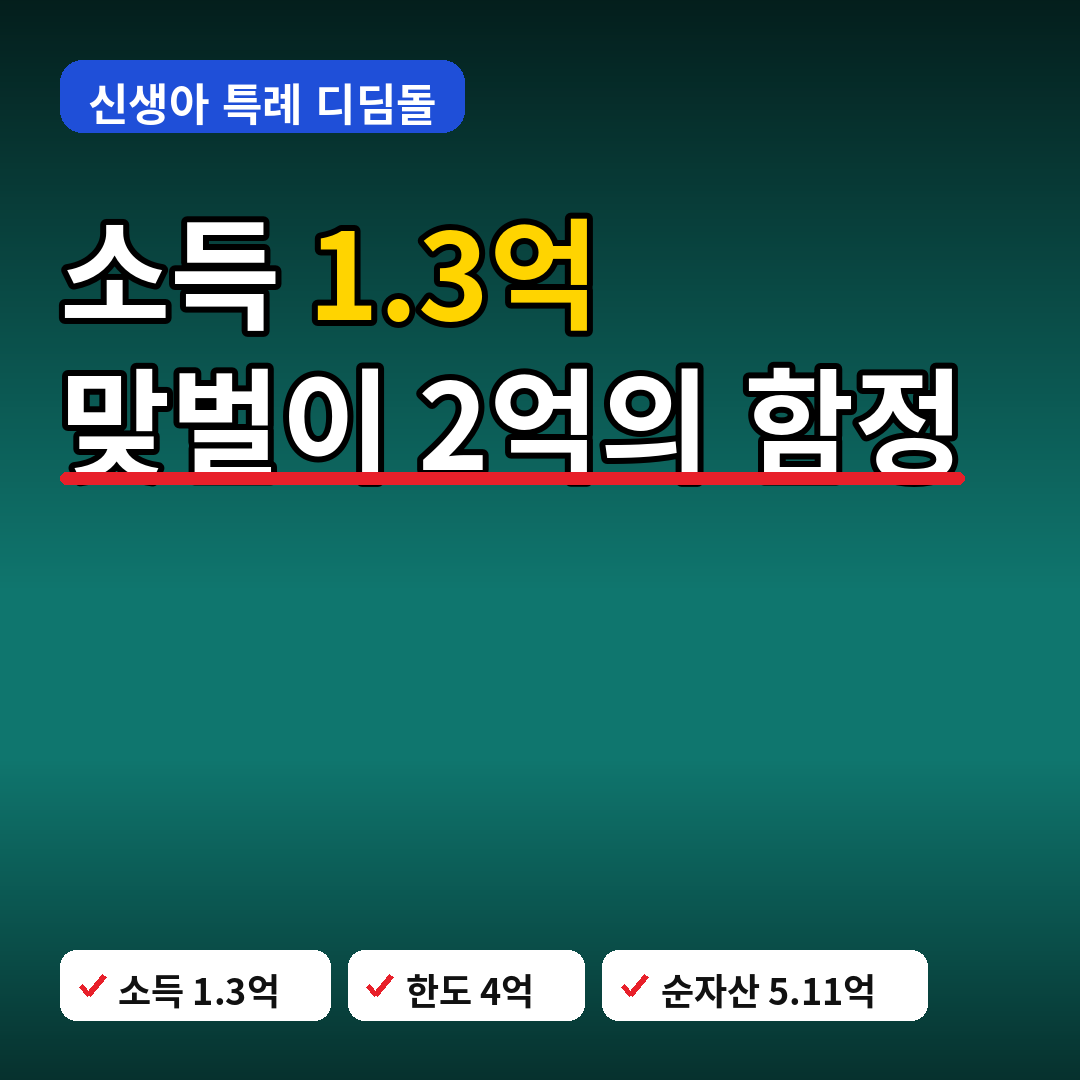 신생아 특례 디딤돌
소득 1.3억
맞벌이 2억의 함정
소득 1.3억
한도 4억
순자산 5.11억